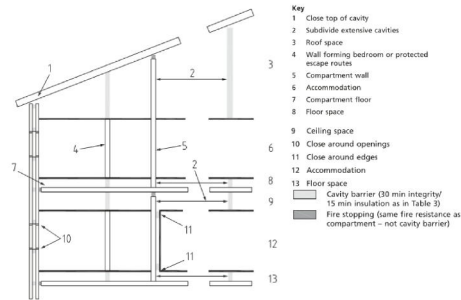 Key
1 Close top of cavity
2 Subdivide extensive cavities
3 Roof space
4 Wall forming bedroom or protected
escape routes
5 Compartment wall
6 Accommodation
7 Compartment floor
8 Floor space
9 Ceiling space
10 Close around openings
11 Close around edges
12 Accommodation
13 Floor space
Cavity barrier (30 min integrity/
15 min insulation as in Table 3)
Fire stopping (same fire resistance as
compartment – not cavity barrier)
1
2
3
4
5
6
7
8
2
9
10
11
11
12
13